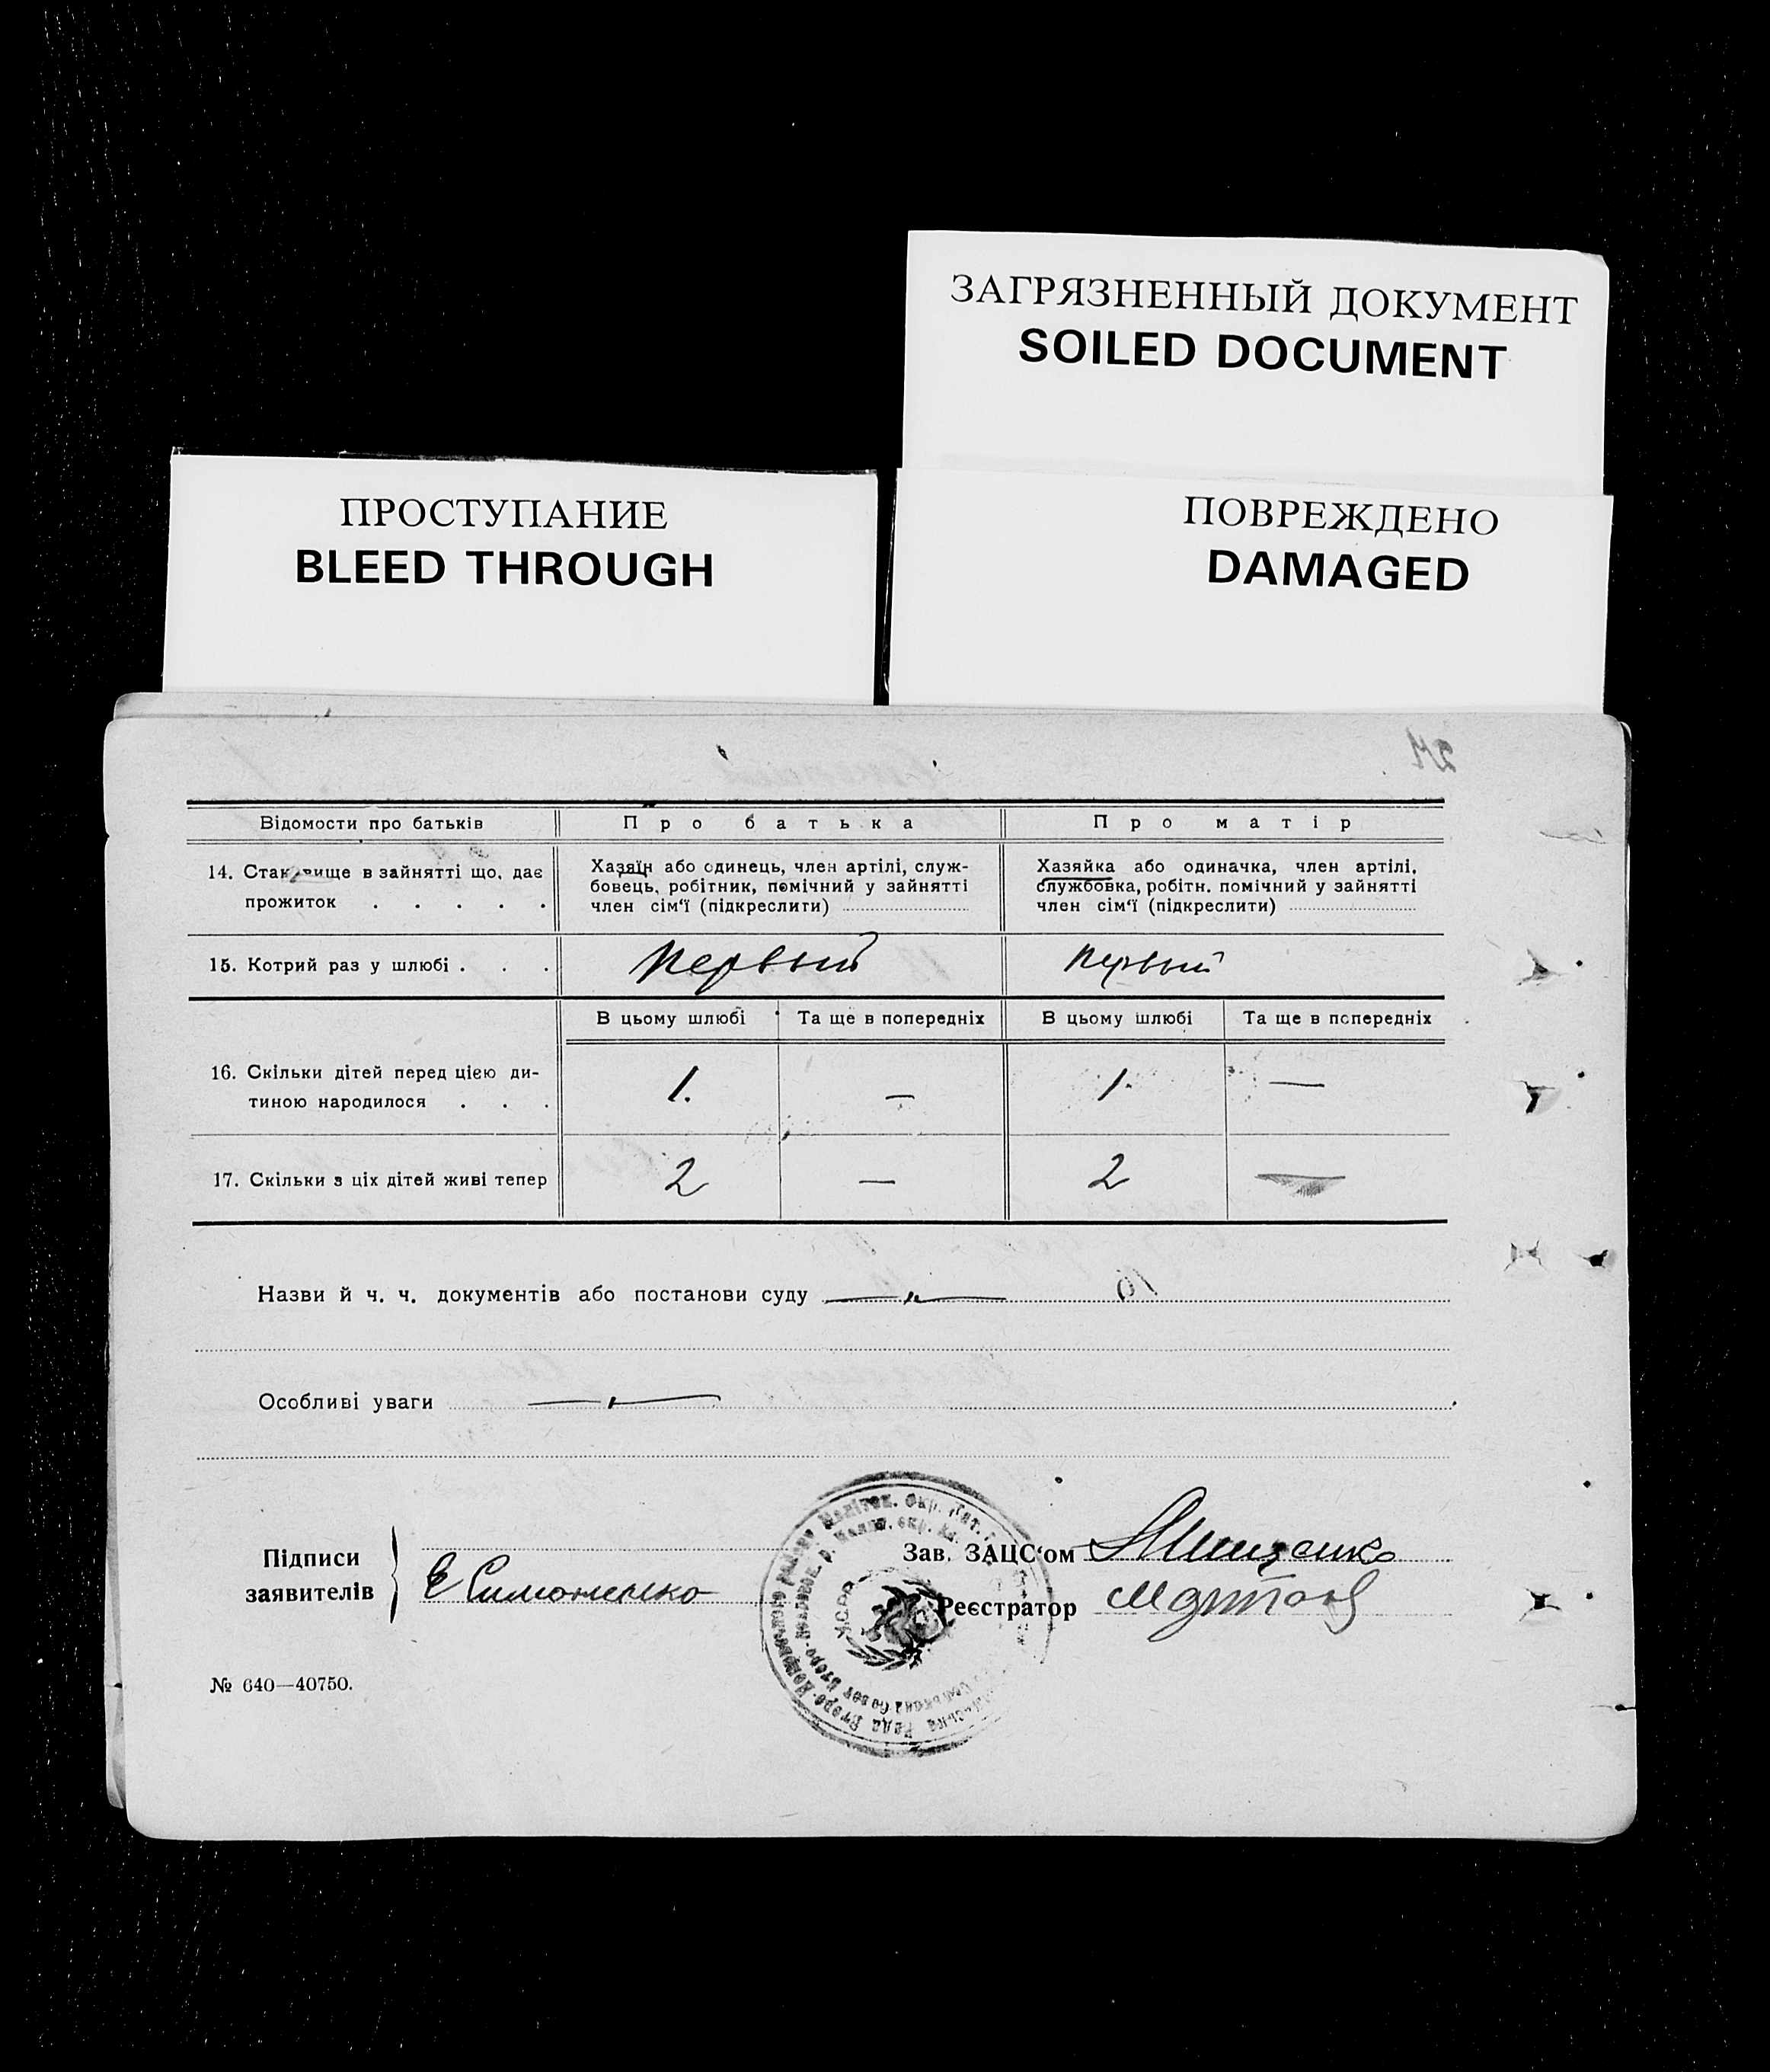 ЗАГРЯЗНЕННЫЙ ДОКУМЕНТ
SOILED DOCUMENT
ПРОСТУПАНИЕ
BLEED THROUGH
ПОВРЕЖДЕНО
DAMAGED
Відомости про батьків
Про батька
Про матір
14. Становище в зайнятті що, дає
прожиток . . . . .
Хазяїн або одинець, член артілі, служ-
бовець, робітник, помічний у зайнятті
член сім'ї (підкреслити)
Хазяйка або одиначка, член артілі,
службовка, робітн. помічний у зайнятті
член сім'ї (підкреслити)
15. Котрий раз у шлюбі . . .
Первый
первый
В цьому шлюбі
Та ще в попередніх
В цьому шлюбі
Та ще в попередніх
16. Скільки дітей перед цією ди-
тиною народилося . . .
1.
—
1.
—
17. Скільки з ціх дітей живі тепер
2
—
2
—
Назви й ч. ч. документів або постанови суду —"—
Особливі уваги —"—
Підписи
заявителів
Е Симоненко
Зав. ЗАЦС'ом
Реєстратор
УСРР
№ 640—40750.